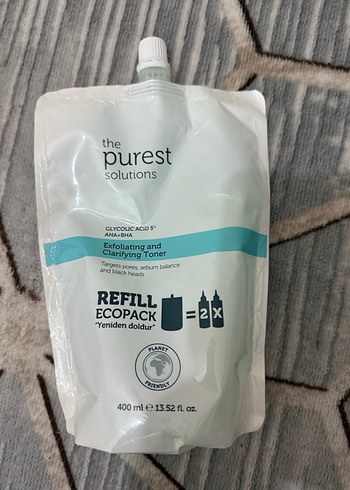 the
purest
solutions
GLYCOLIC ACID 5%
AHA+BHA
Exfoliating and
Clarifying Toner
Targets pores, sebum balance
and black heads
REFILL
ECOPACK
"Yeniden doldur"
= 2X
PLANET
FRIENDLY
400 ml e 13.52 fl. oz.